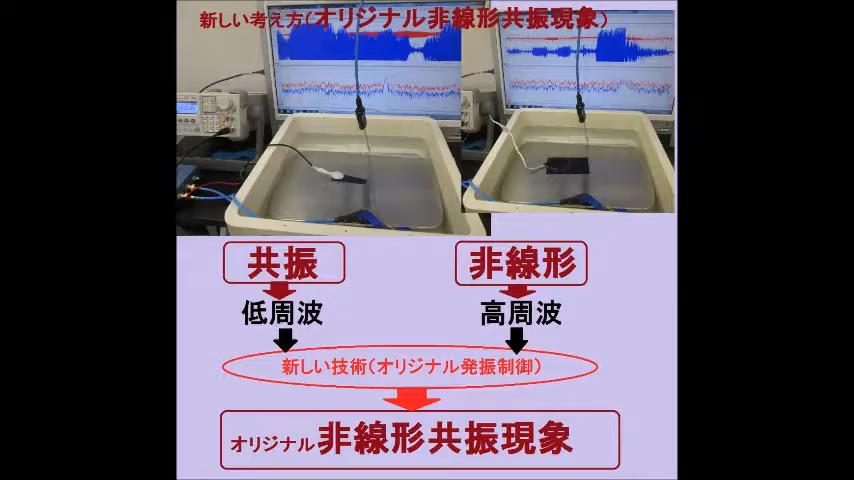 新しい考え方（オリジナル非線形共振現象）
共振
非線形
低周波
高周波
新しい技術（オリジナル発振制御）
オリジナル非線形共振現象